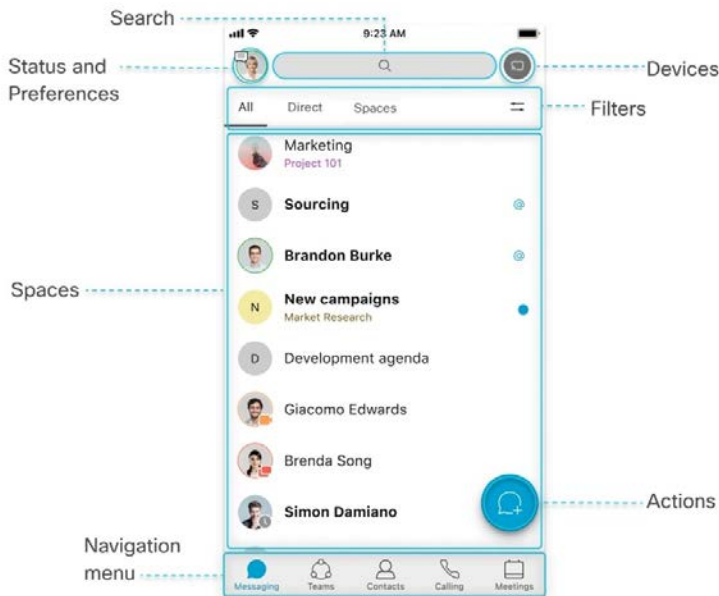 Search
9:23 AM
Status and
Preferences
Devices
All Direct Spaces
Filters
Marketing
Project 101
S Sourcing @
Brandon Burke @
Spaces
N New campaigns
Market Research
D Development agenda
Giacomo Edwards
Brenda Song
Simon Damiano
Actions
Navigation
menu
Messaging Teams Contacts Calling Meetings